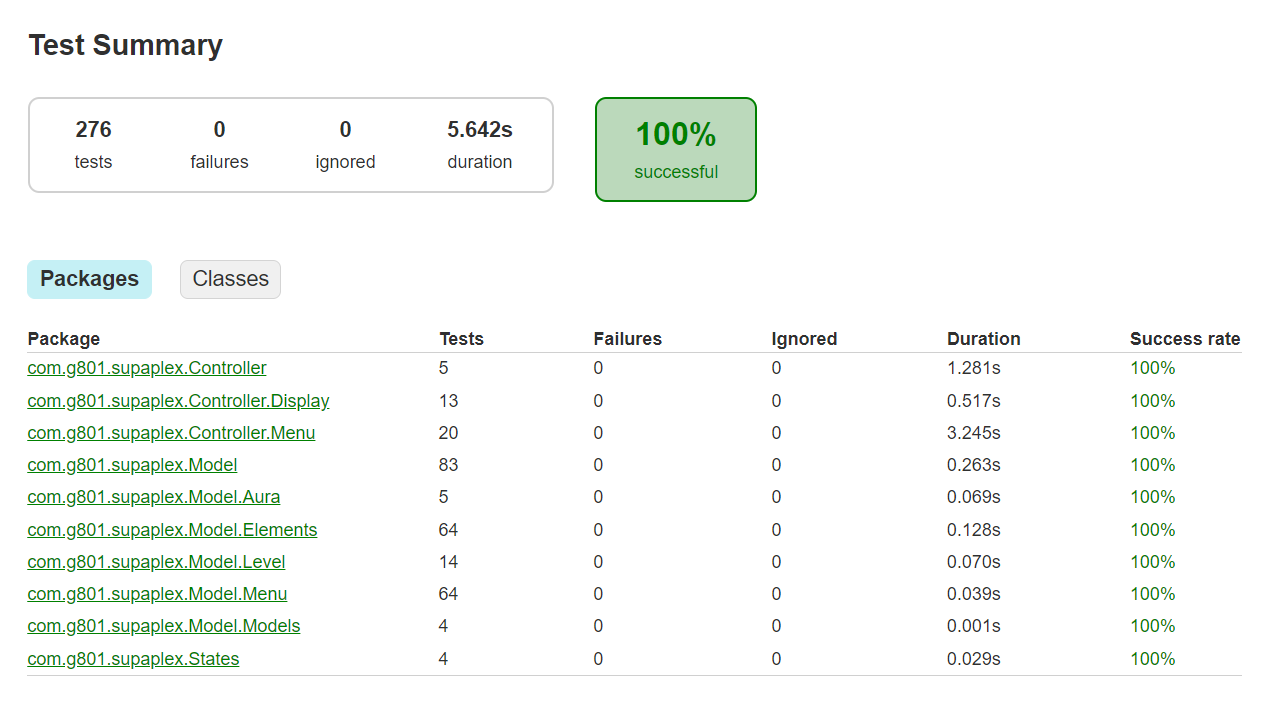 Test Summary
276 0 0 5.642s
tests failures ignored duration
100%
successful
Packages Classes
Package Tests Failures Ignored Duration Success rate
com.g801.supaplex.Controller 5 0 0 1.281s 100%
com.g801.supaplex.Controller.Display 13 0 0 0.517s 100%
com.g801.supaplex.Controller.Menu 20 0 0 3.245s 100%
com.g801.supaplex.Model 83 0 0 0.263s 100%
com.g801.supaplex.Model.Aura 5 0 0 0.069s 100%
com.g801.supaplex.Model.Elements 64 0 0 0.128s 100%
com.g801.supaplex.Model.Level 14 0 0 0.070s 100%
com.g801.supaplex.Model.Menu 64 0 0 0.039s 100%
com.g801.supaplex.Model.Models 4 0 0 0.001s 100%
com.g801.supaplex.States 4 0 0 0.029s 100%